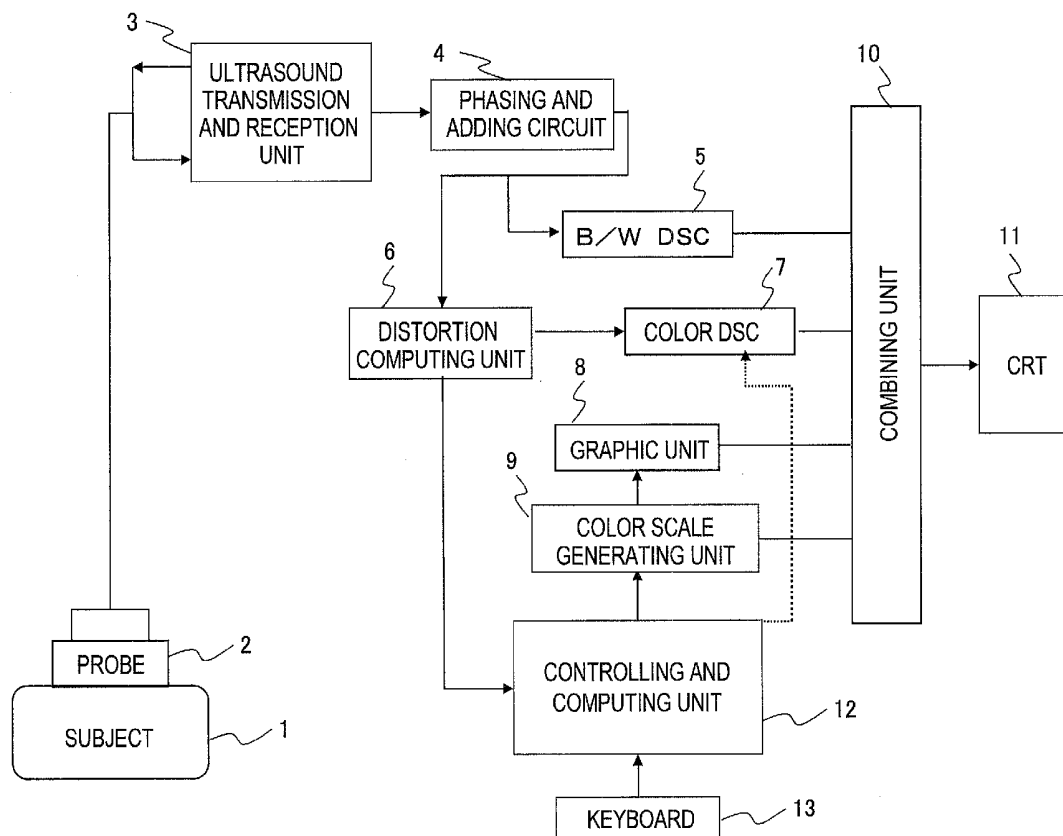 3
ULTRASOUND
TRANSMISSION
AND RECEPTION
UNIT
4
PHASING AND
ADDING CIRCUIT
10
5
B/W DSC
6
DISTORTION
COMPUTING UNIT
7
COLOR DSC
COMBINING UNIT
11
CRT
8
GRAPHIC UNIT
9
COLOR SCALE
GENERATING UNIT
2
PROBE
CONTROLLING AND
COMPUTING UNIT
12
SUBJECT
1
KEYBOARD
13